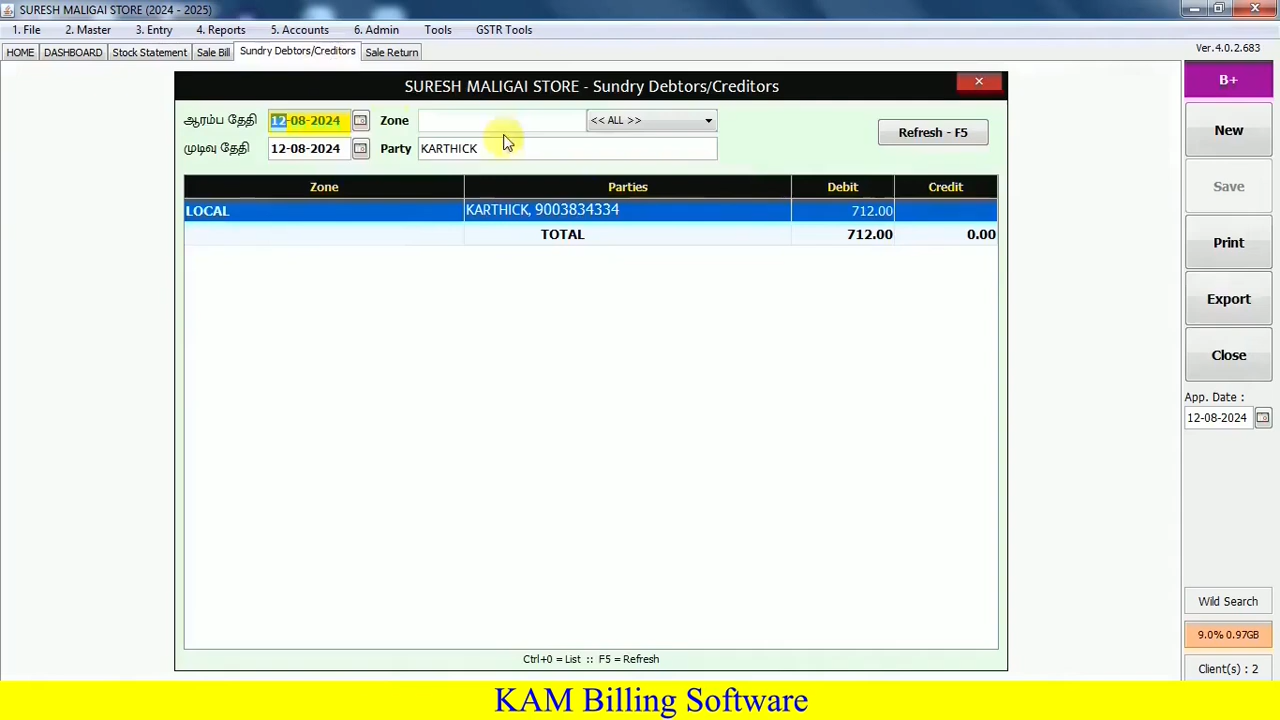 SURESH MALIGAI STORE (2024 - 2025)
1. File 2. Master 3. Entry 4. Reports 5. Accounts 6. Admin Tools GSTR Tools
HOME DASHBOARD Stock Statement Sale Bill Sundry Debtors/Creditors Sale Return
Ver.4.0.2.683
SURESH MALIGAI STORE - Sundry Debtors/Creditors
ஆரம்ப தேதி 12-08-2024 Zone << ALL >>
முடிவு தேதி 12-08-2024 Party KARTHICK
Refresh - F5
Zone Parties Debit Credit
LOCAL KARTHICK, 9003834334 712.00
TOTAL 712.00 0.00
Ctrl+0 = List :: F5 = Refresh
B+
New
Save
Print
Export
Close
App. Date :
12-08-2024
Wild Search
9.0% 0.97GB
Client(s) : 2
KAM Billing Software